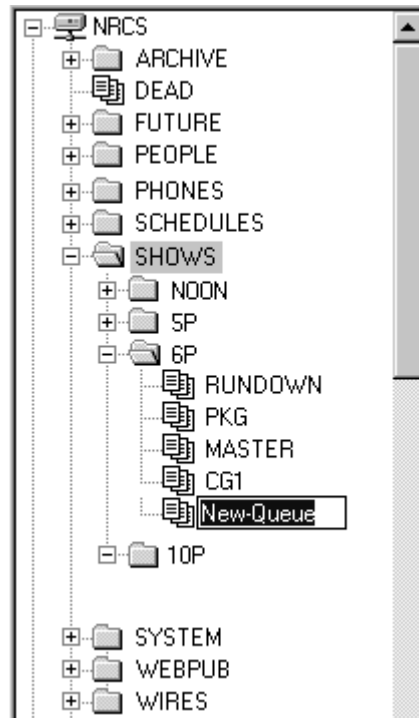 NRCS
ARCHIVE
DEAD
FUTURE
PEOPLE
PHONES
SCHEDULES
SHOWS
NOON
5P
6P
RUNDOWN
PKG
MASTER
CG1
New-Queue
10P
SYSTEM
WEBPUB
WIRES